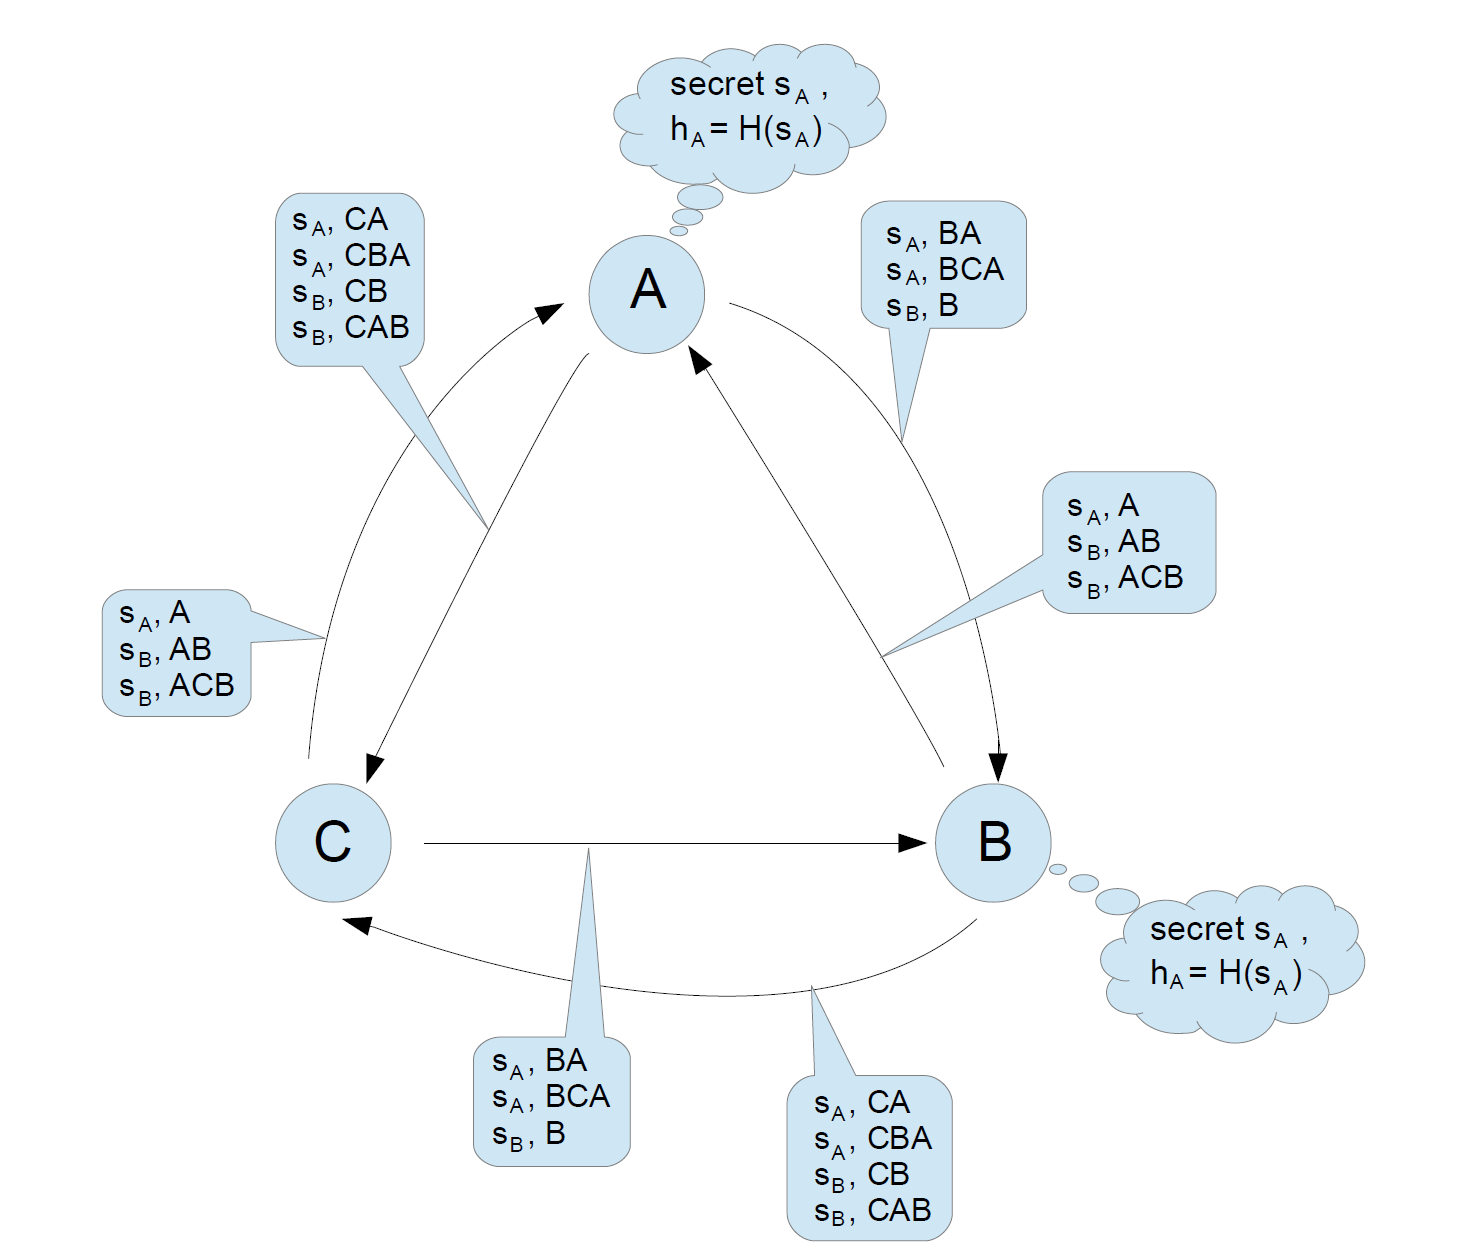 secret s_A ,
h_A = H(s_A)
s_A, CA
s_A, CBA
s_B, CB
s_B, CAB
s_A, BA
s_A, BCA
s_B, B
A
s_A, A
s_B, AB
s_B, ACB
s_A, A
s_B, AB
s_B, ACB
C
B
secret s_A ,
h_A = H(s_A)
s_A, BA
s_A, BCA
s_B, B
s_A, CA
s_A, CBA
s_B, CB
s_B, CAB